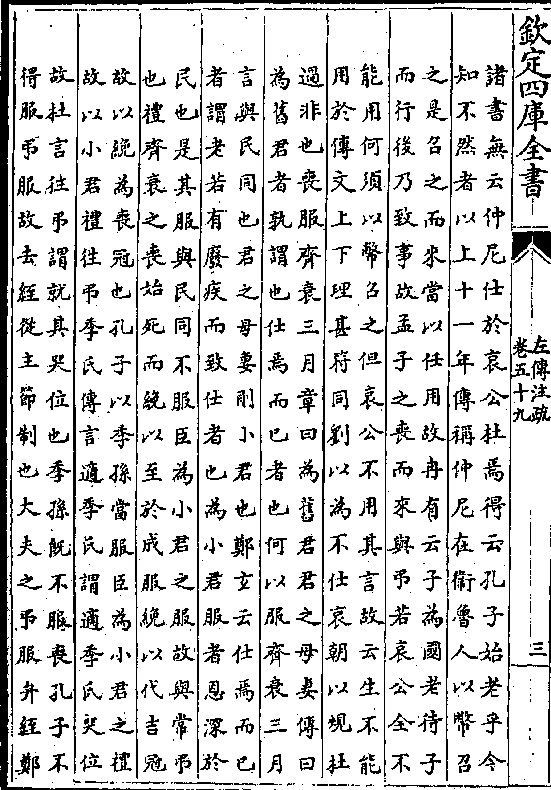 欽定四庫全書
左傳注疏
卷五十九
三
諸書無云仲尼仕於哀公杜焉得云孔子始老乎今
知不然者以上十一年傳稱仲尼在衛魯人以幣召
之是召之而來當以任用故冉有云子為國老待子
而行後乃致事故孟子之喪而來與弔若哀公全不
能用何須以幣召之但哀公不用其言故云生不能
用於傳文上下理甚符同劉以為不仕哀朝以規杜
過非也喪服齊衰三月章曰為舊君君之母妻傳曰
為舊君者孰謂也仕焉而已者也何以服齊衰三月
言與民同也君之母妻則小君也鄭玄云仕焉而已
者謂老若有廢疾而致仕者也為小君服者恩深於
民也是其服與民同不服臣為小君之服故與常弔
也禮齊衰之喪始死而絻以至於成服絻以代吉冠
故以絻為喪冠也孔子以季孫當服臣為小君之禮
故以小君禮往弔季氏傳言適季氏謂適季氏哭位
故杜言往弔謂就其哭位也季孫既不服喪孔子不
得服弔服故去絰從主節制也大夫之弔服弁絰鄭